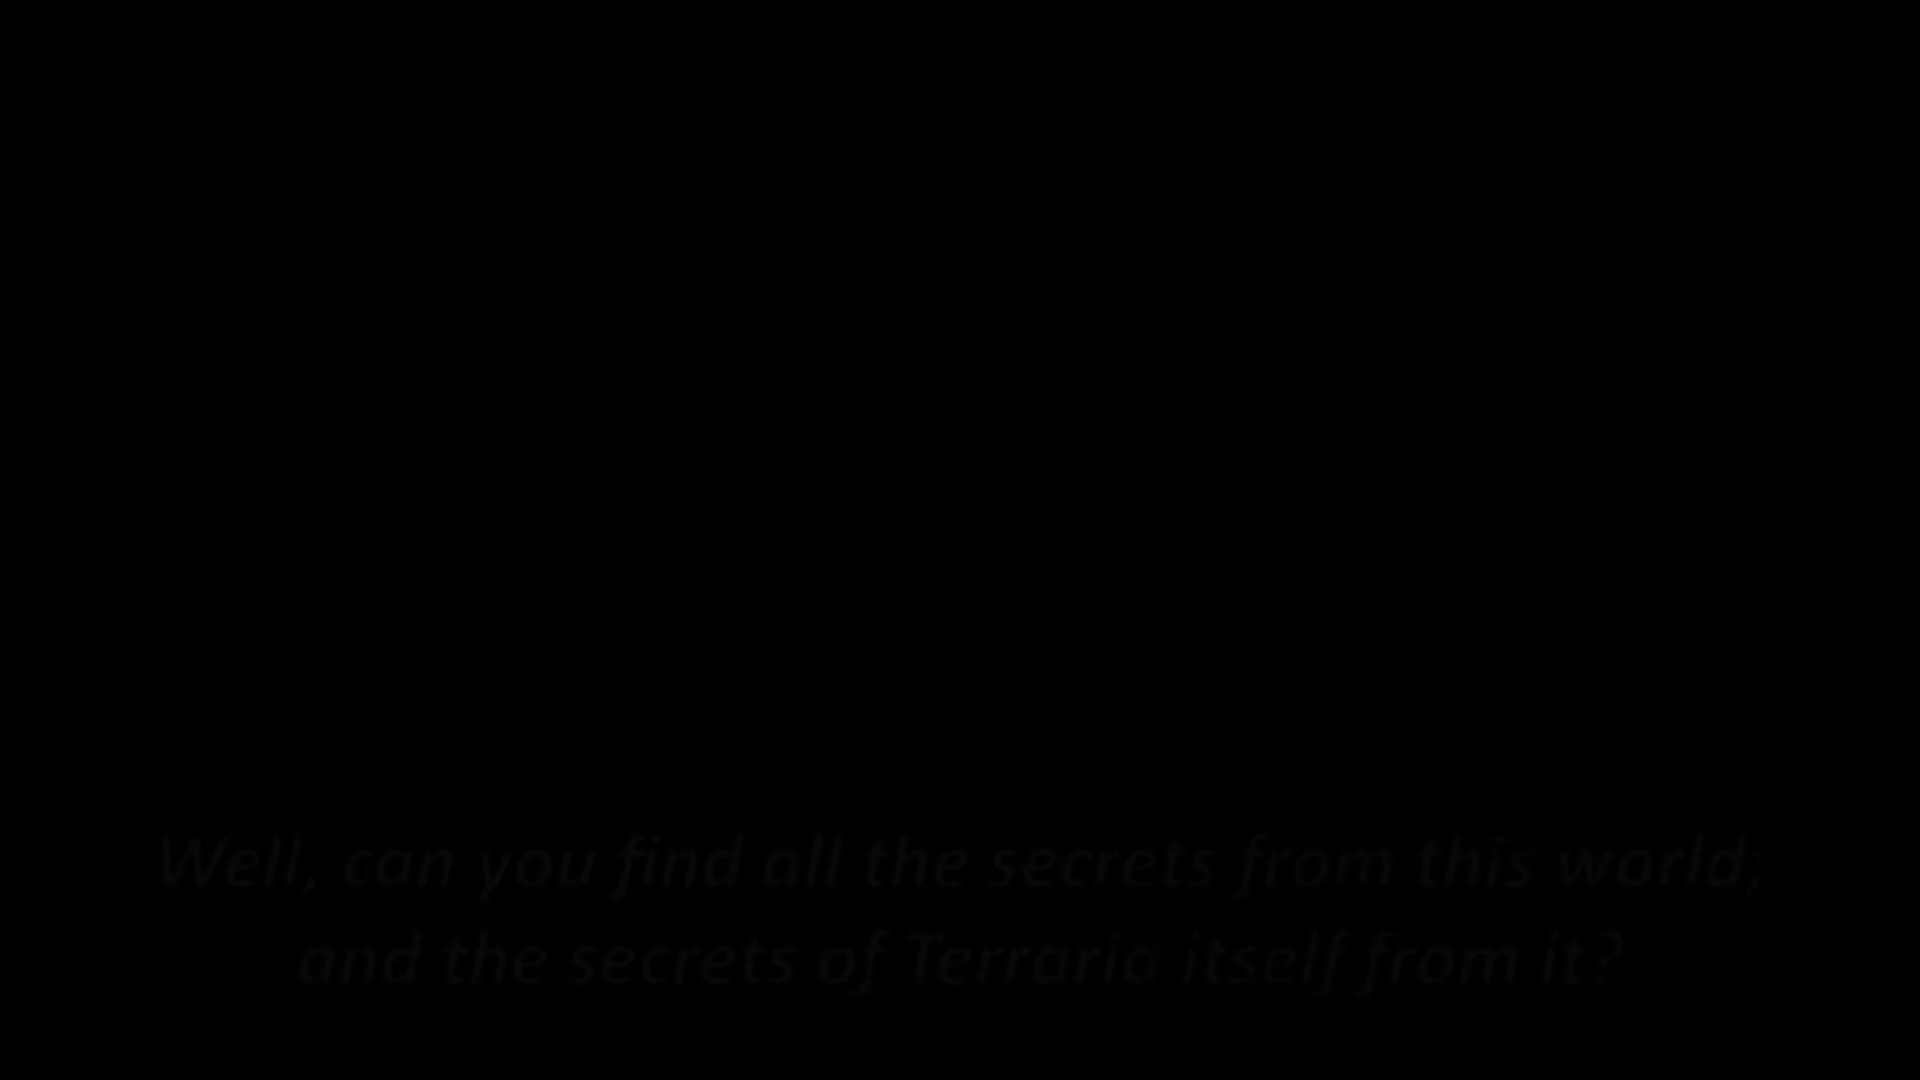 Well, can you find all the secrets from this world;
and the secrets of Terraria itself from it?